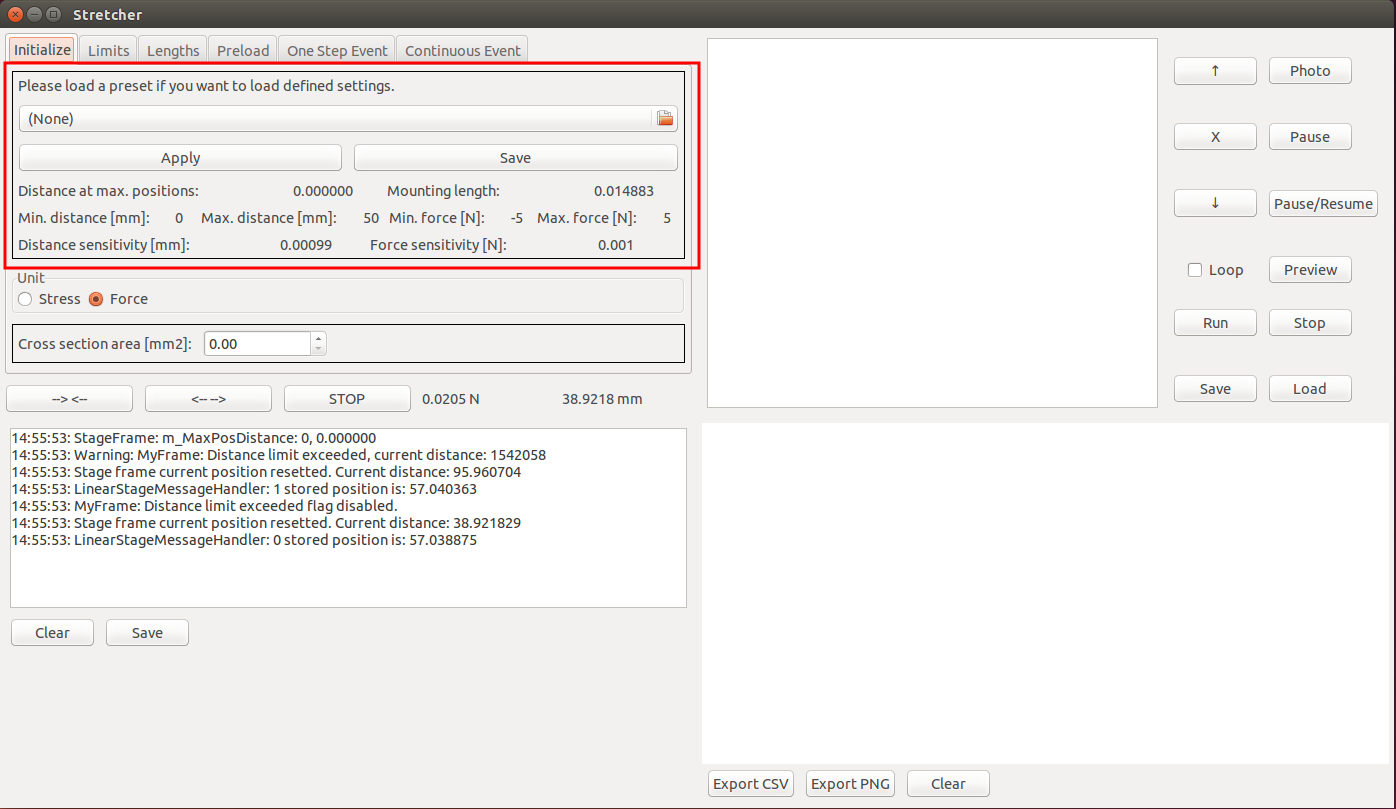 Stretcher
Initialize Limits Lengths Preload One Step Event Continuous Event
Please load a preset if you want to load defined settings.
(None)
Apply Save
Distance at max. positions: 0.000000 Mounting length: 0.014883
Min. distance [mm]: 0 Max. distance [mm]: 50 Min. force [N]: -5 Max. force [N]: 5
Distance sensitivity [mm]: 0.00099 Force sensitivity [N]: 0.001
Unit
Stress Force
Cross section area [mm2]: 0.00
--> <-- <-- --> STOP 0.0205 N 38.9218 mm
14:55:53: StageFrame: m_MaxPosDistance: 0, 0.000000
14:55:53: Warning: MyFrame: Distance limit exceeded, current distance: 1542058
14:55:53: Stage frame current position resetted. Current distance: 95.960704
14:55:53: LinearStageMessageHandler: 1 stored position is: 57.040363
14:55:53: MyFrame: Distance limit exceeded flag disabled.
14:55:53: Stage frame current position resetted. Current distance: 38.921829
14:55:53: LinearStageMessageHandler: 0 stored position is: 57.038875
Clear Save
↑ Photo
X Pause
↓ Pause/Resume
Loop Preview
Run Stop
Save Load
Export CSV Export PNG Clear